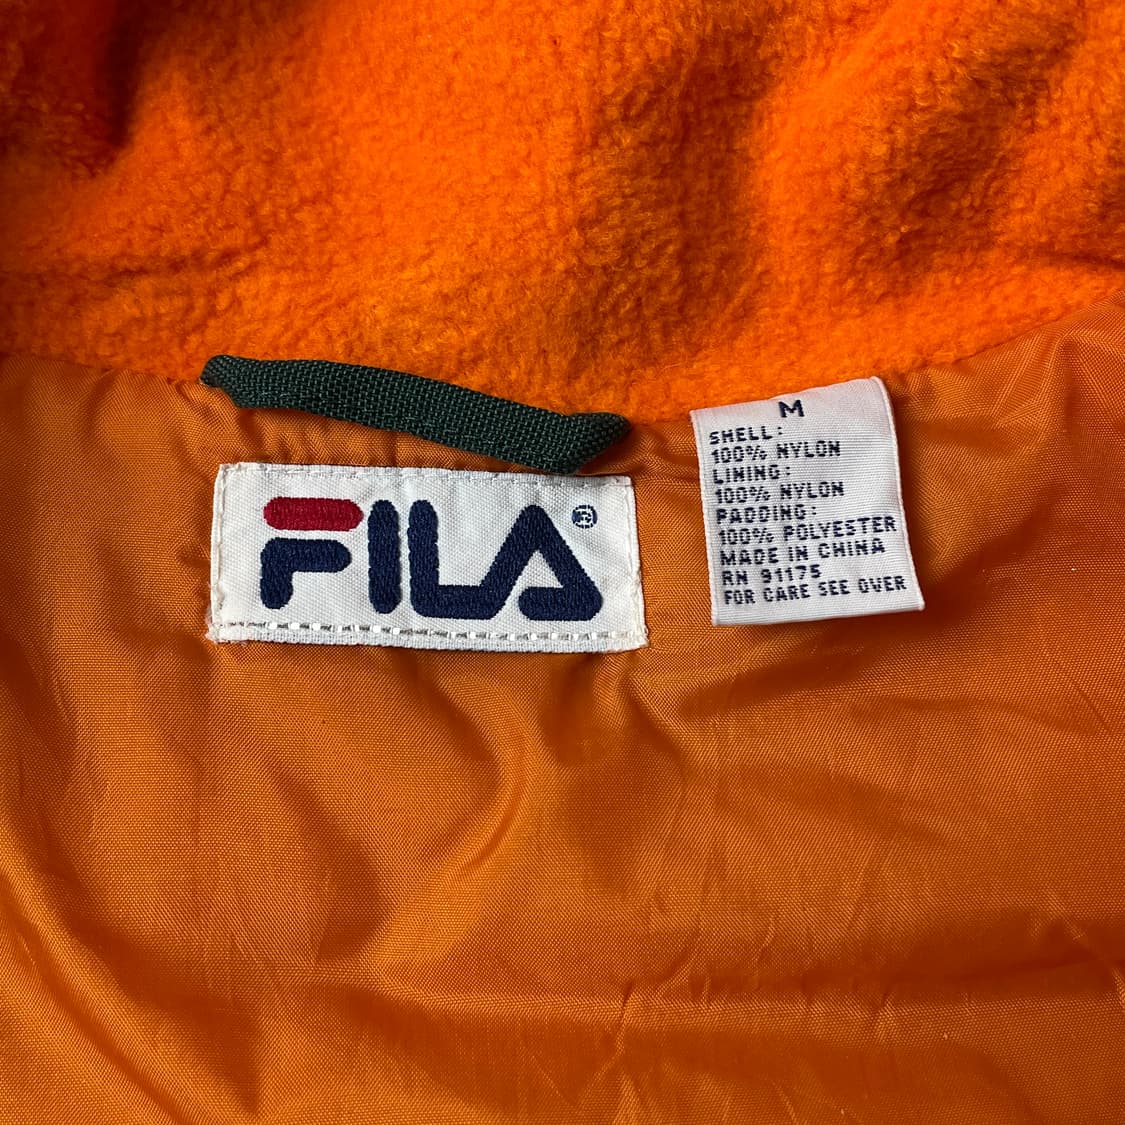 FILA®
M
SHELL:
100% NYLON
LINING:
100% NYLON
PADDING:
100% POLYESTER
MADE IN CHINA
RN 91175
FOR CARE SEE OVER